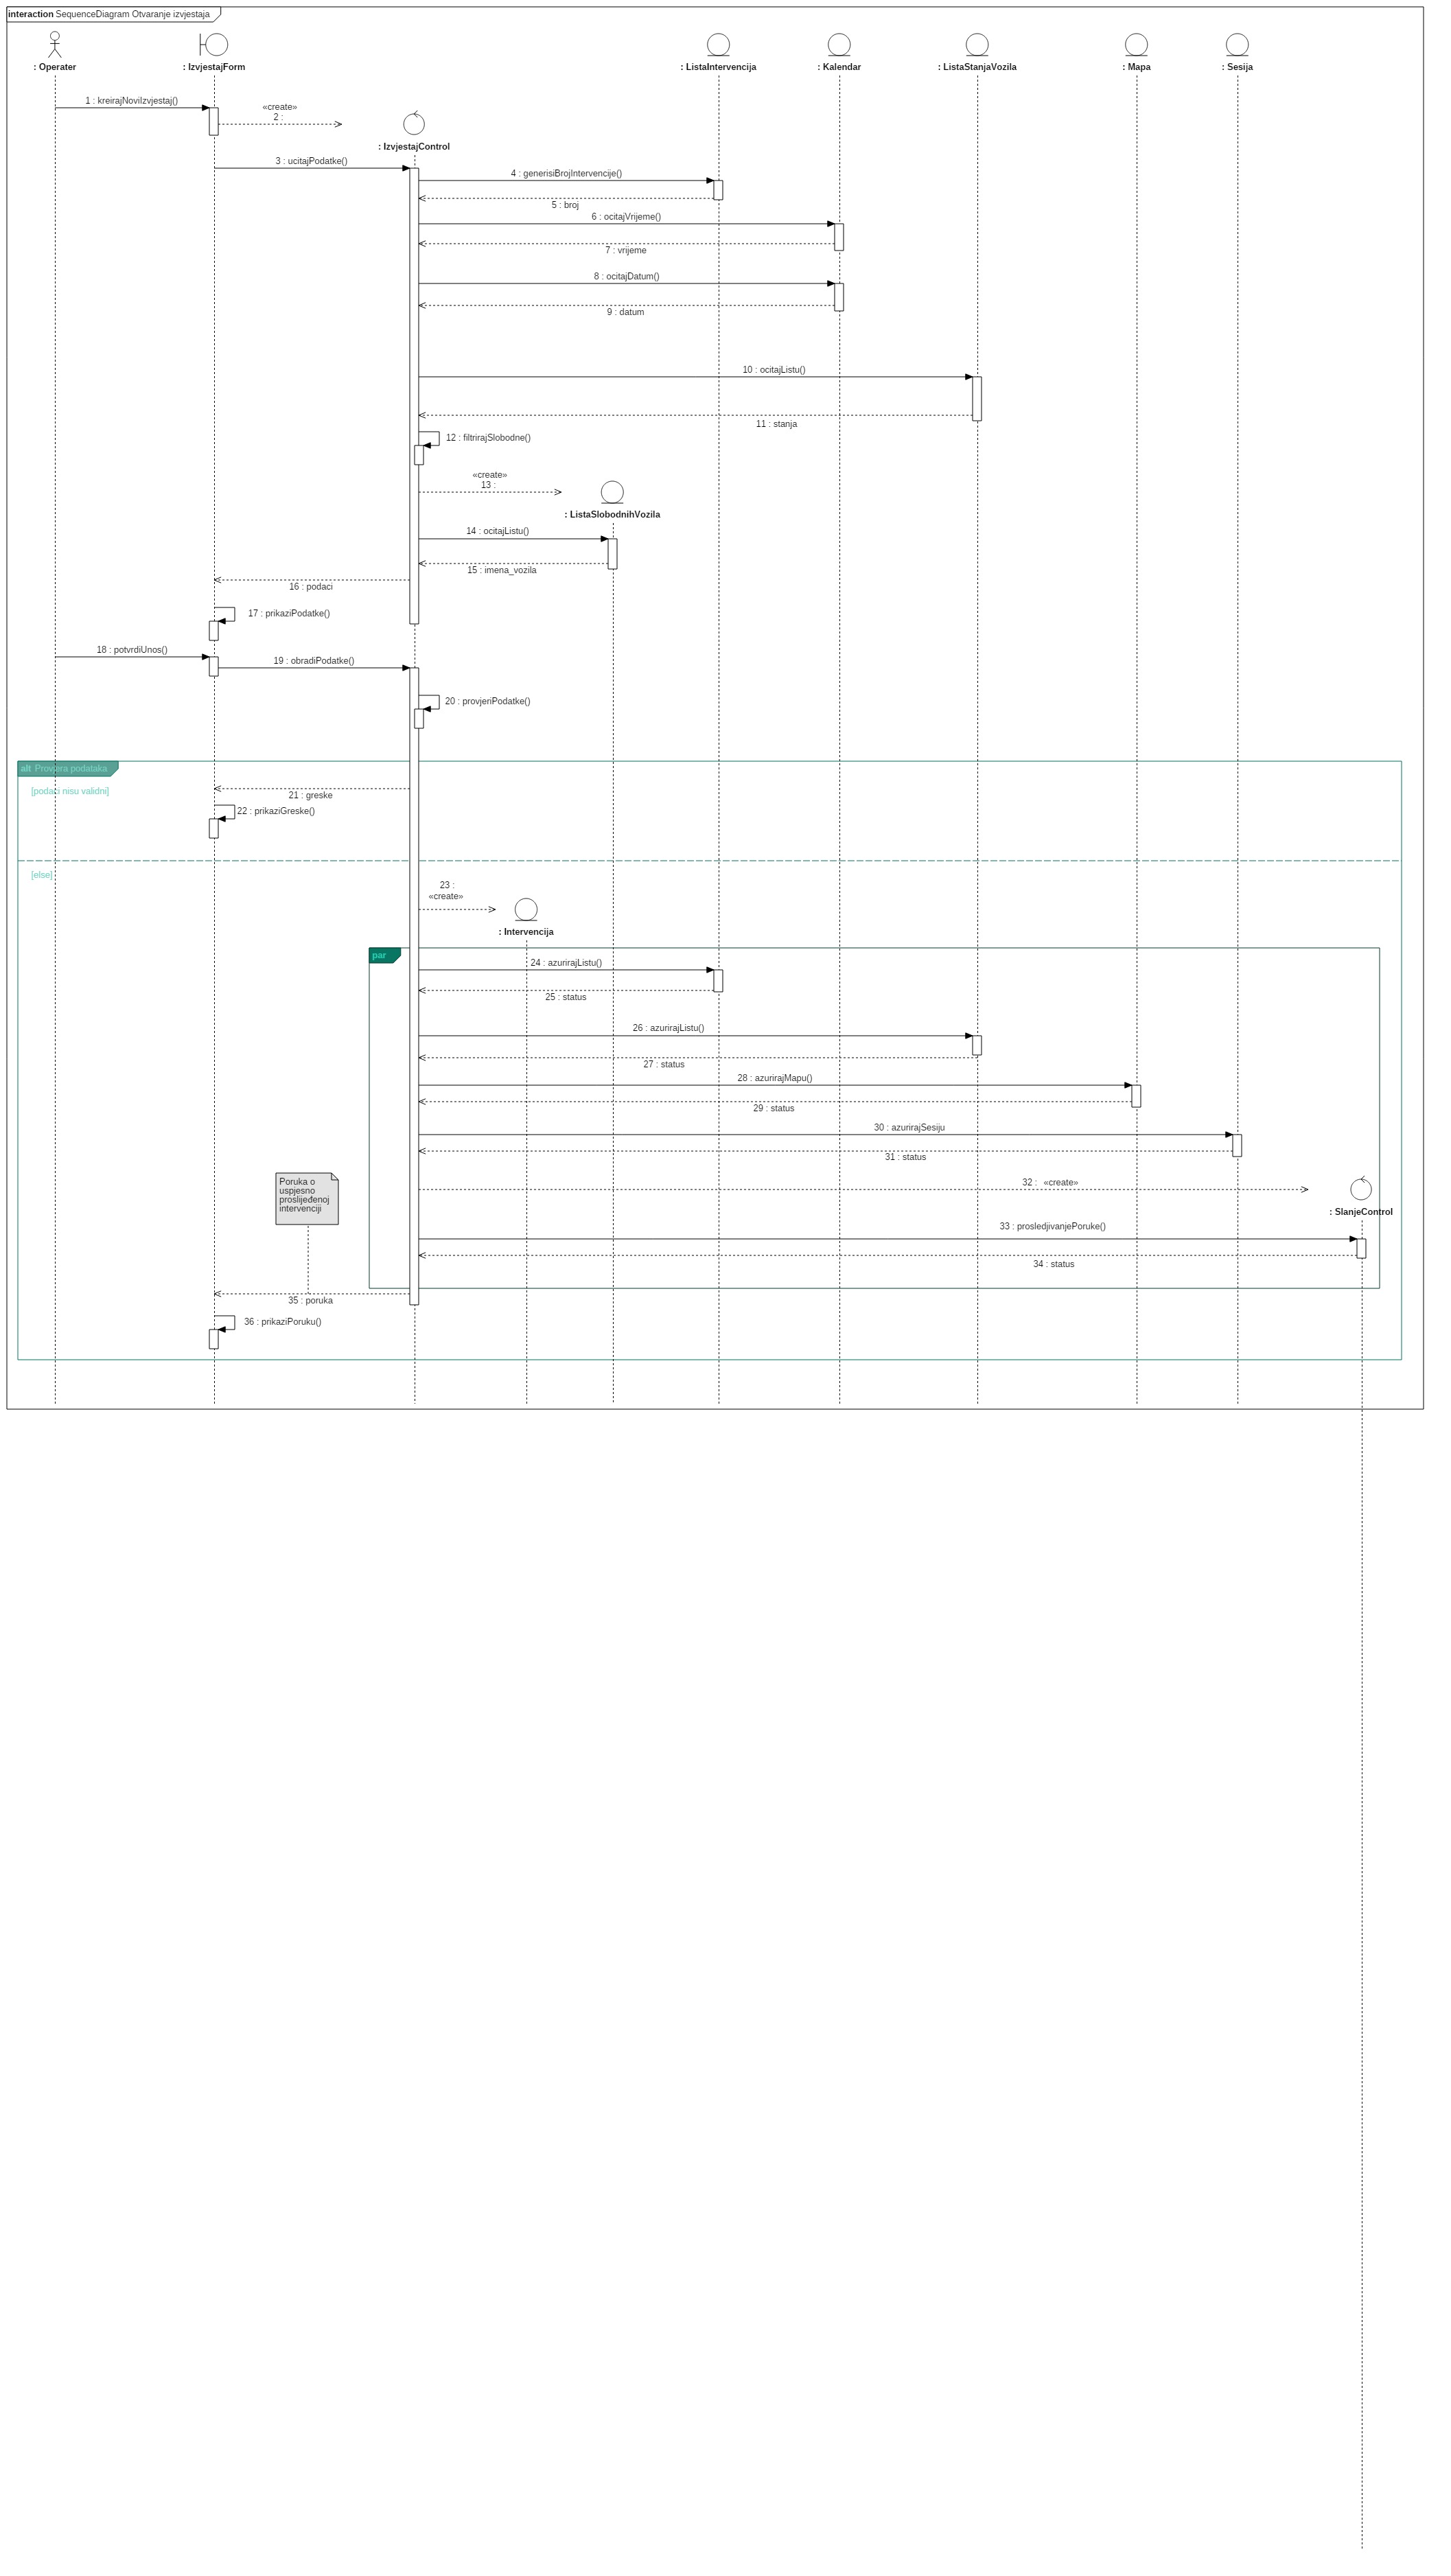 interaction SequenceDiagram Otvaranje izvjestaja
: Operater
: IzvjestajForm
: ListaIntervencija
: Kalendar
: ListaStanjaVozila
: Mapa
: Sesija
1 : kreirajNoviIzvjestaj()
«create»
2 :
: IzvjestajControl
3 : ucitajPodatke()
4 : generisiBrojIntervencije()
5 : broj
6 : ocitajVrijeme()
7 : vrijeme
8 : ocitajDatum()
9 : datum
10 : ocitajListu()
11 : stanja
12 : filtrirajSlobodne()
«create»
13 :
: ListaSlobodnihVozila
14 : ocitajListu()
15 : imena_vozila
16 : podaci
17 : prikaziPodatke()
18 : potvrdiUnos()
19 : obradiPodatke()
20 : provjeriPodatke()
alt Provjera podataka
[podaci nisu validni]
21 : greske
22 : prikaziGreske()
[else]
23 :
«create»
: Intervencija
par
24 : azurirajListu()
25 : status
26 : azurirajListu()
27 : status
28 : azurirajMapu()
29 : status
30 : azurirajSesiju
31 : status
Poruka o
uspjesno
proslijeđenoj
intervenciji
32 : «create»
: SlanjeControl
33 : prosledjivanjePoruke()
34 : status
35 : poruka
36 : prikaziPoruku()